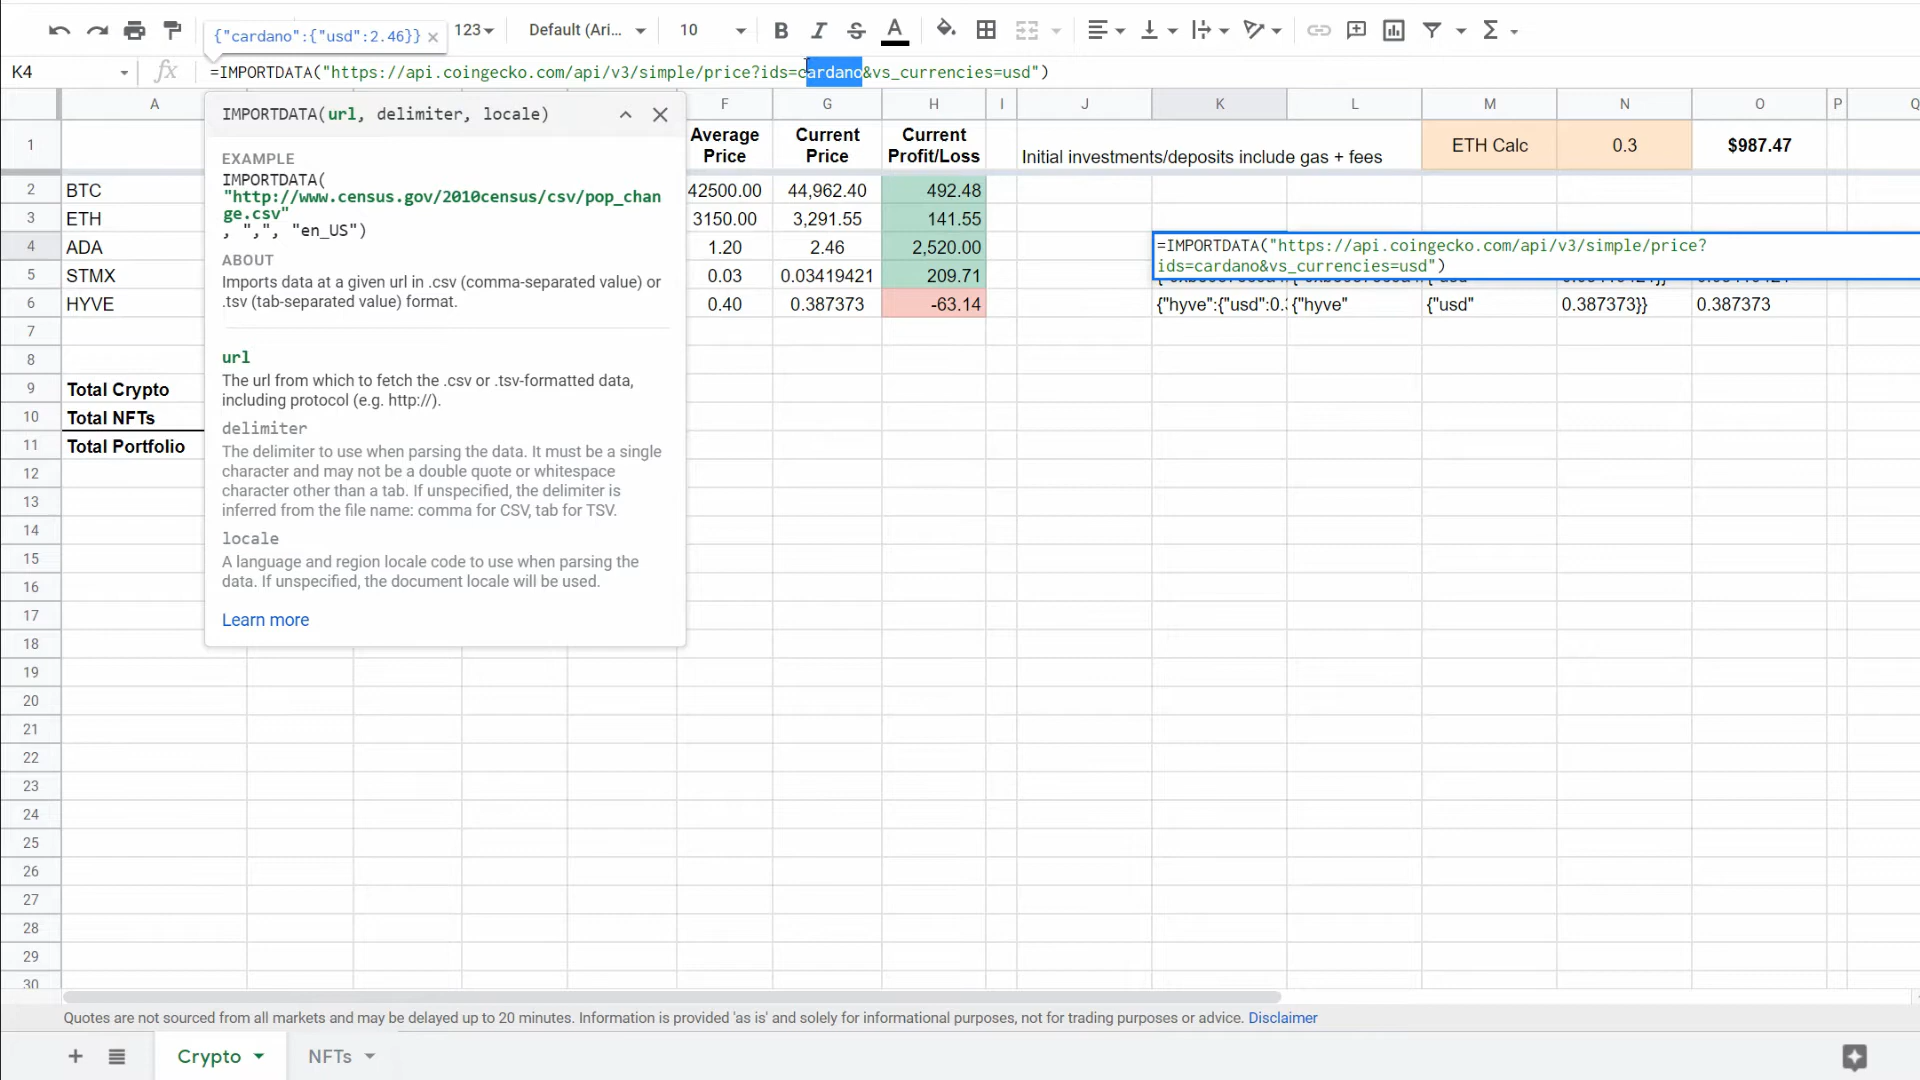 {"cardano":{"usd":2.46}} ×
123
Default (Ari...
10
B I S A
K4
fx
=IMPORTDATA("https://api.coingecko.com/api/v3/simple/price?ids=cardano&vs_currencies=usd")
A F G H I J K L M N O P Q
IMPORTDATA(url, delimiter, locale)
EXAMPLE
IMPORTDATA(
"http://www.census.gov/2010census/csv/pop_chan
ge.csv"
, ",", "en_US")
ABOUT
Imports data at a given url in .csv (comma-separated value) or
.tsv (tab-separated value) format.
url
The url from which to fetch the .csv or .tsv-formatted data,
including protocol (e.g. http://).
delimiter
The delimiter to use when parsing the data. It must be a single
character and may not be a double quote or whitespace
character other than a tab. If unspecified, the delimiter is
inferred from the file name: comma for CSV, tab for TSV.
locale
A language and region locale code to use when parsing the
data. If unspecified, the document locale will be used.
Learn more
1 Average Price Current Price Current Profit/Loss Initial investments/deposits include gas + fees ETH Calc 0.3 $987.47
2 BTC 42500.00 44,962.40 492.48
3 ETH 3150.00 3,291.55 141.55
4 ADA 1.20 2.46 2,520.00
=IMPORTDATA("https://api.coingecko.com/api/v3/simple/price?
ids=cardano&vs_currencies=usd")
5 STMX 0.03 0.03419421 209.71
6 HYVE 0.40 0.387373 -63.14 {"hyve":{"usd":0. {"hyve" {"usd" 0.387373}} 0.387373
7
8
9 Total Crypto
10 Total NFTs
11 Total Portfolio
12
13
14
15
16
17
18
19
20
21
22
23
24
25
26
27
28
29
30
Quotes are not sourced from all markets and may be delayed up to 20 minutes. Information is provided 'as is' and solely for informational purposes, not for trading purposes or advice. Disclaimer
Crypto
NFTs